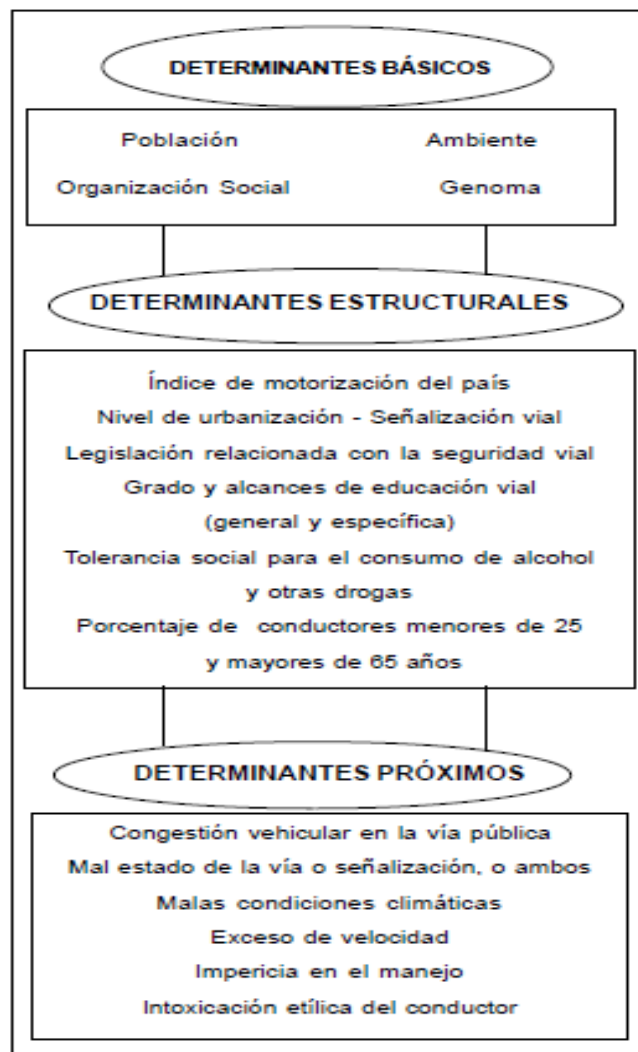 DETERMINANTES BÁSICOS
Población Ambiente
Organización Social Genoma
DETERMINANTES ESTRUCTURALES
Índice de motorización del país
Nivel de urbanización - Señalización vial
Legislación relacionada con la seguridad vial
Grado y alcances de educación vial
(general y específica)
Tolerancia social para el consumo de alcohol
y otras drogas
Porcentaje de conductores menores de 25
y mayores de 65 años
DETERMINANTES PRÓXIMOS
Congestión vehicular en la vía pública
Mal estado de la vía o señalización, o ambos
Malas condiciones climáticas
Exceso de velocidad
Impericia en el manejo
Intoxicación etílica del conductor